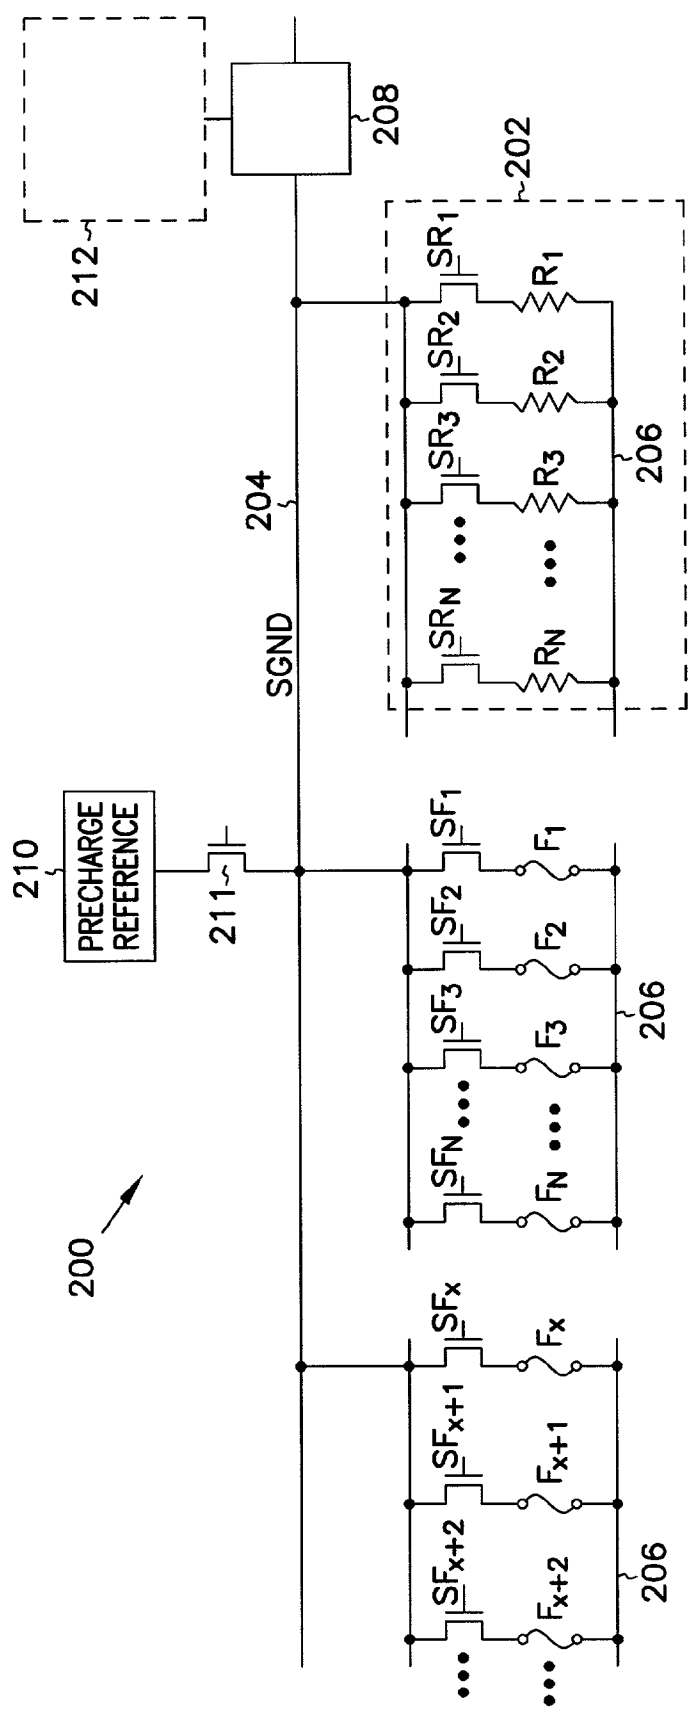 212
208
202
SR1
SR2
SR3
SRN
R1
R2
R3
RN
206
204
SGND
210
PRECHARGE
REFERENCE
211
SF1
SF2
SF3
SFN
F1
F2
F3
FN
206
200
SFx
SFx+1
SFx+2
Fx
Fx+1
Fx+2
206